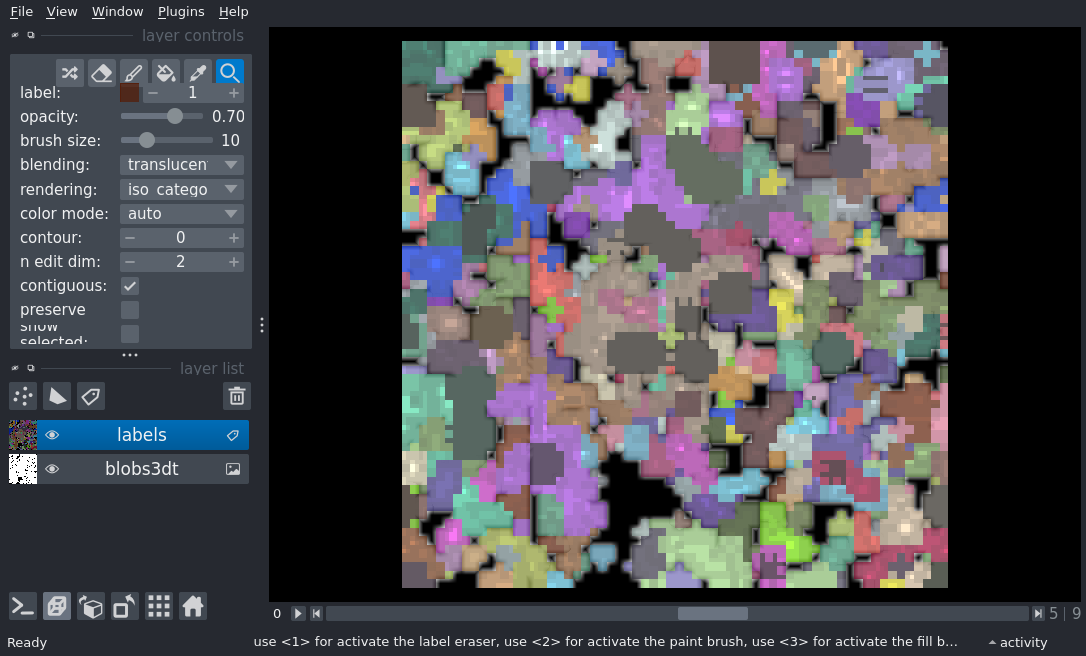 File View Window Plugins Help
layer controls
label: 1
opacity: 0.70
brush size: 10
blending: translucen
rendering: iso catego
color mode: auto
contour: 0
n edit dim: 2
contiguous:
preserve
show
selected:
layer list
labels
blobs3dt
0 5 | 9
Ready use <1> for activate the label eraser, use <2> for activate the paint brush, use <3> for activate the fill b... activity